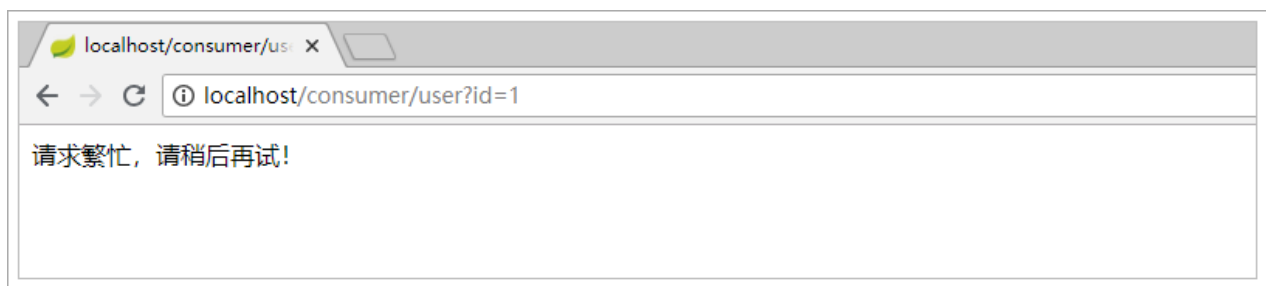 localhost/consumer/us
localhost/consumer/user?id=1
请求繁忙，请稍后再试！